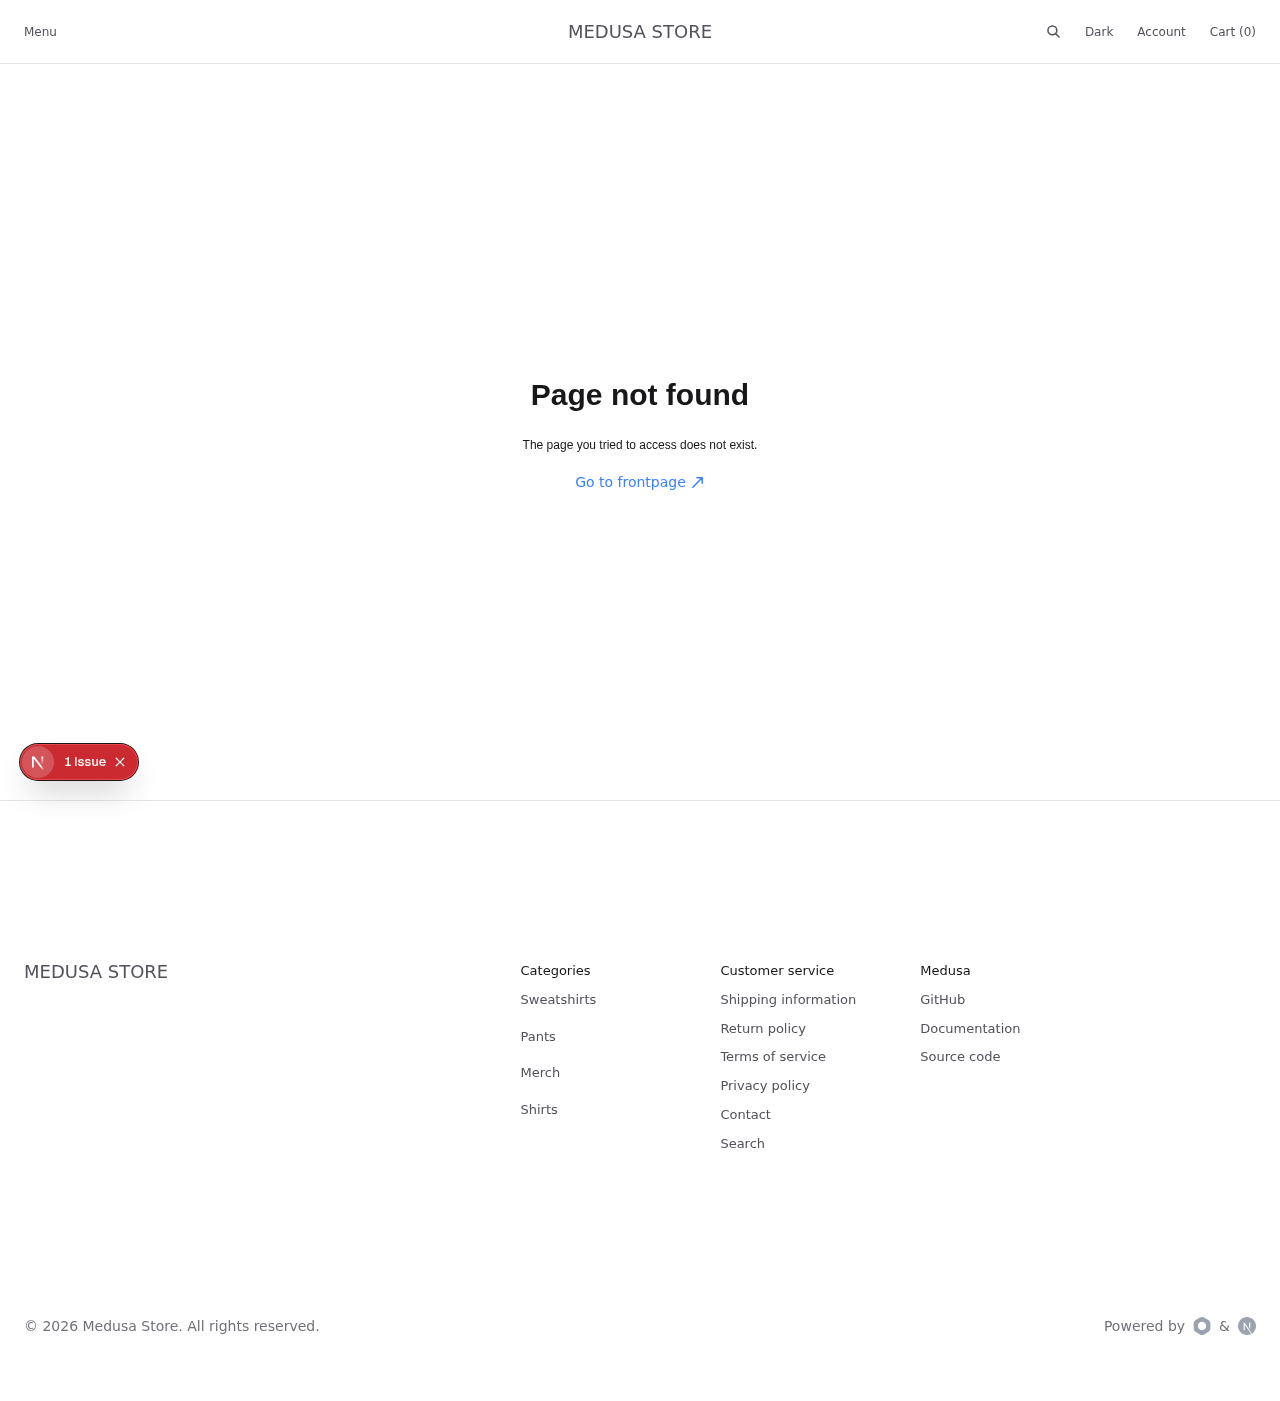 Menu
MEDUSA STORE
Dark
Account
Cart (0)
Page not found
The page you tried to access does not exist.
Go to frontpage
1 Issue
MEDUSA STORE
Categories
Sweatshirts
Pants
Merch
Shirts
Customer service
Shipping information
Return policy
Terms of service
Privacy policy
Contact
Search
Medusa
GitHub
Documentation
Source code
© 2026 Medusa Store. All rights reserved.
Powered by &